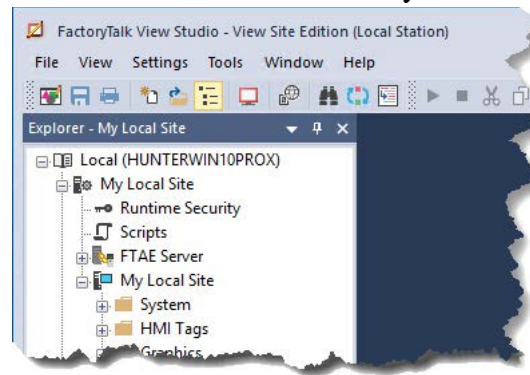 FactoryTalk View Studio - View Site Edition (Local Station)
File View Settings Tools Window Help
Explorer - My Local Site
Local (HUNTERWIN10PROX)
My Local Site
Runtime Security
Scripts
FTAE Server
My Local Site
System
HMI Tags
Graphics